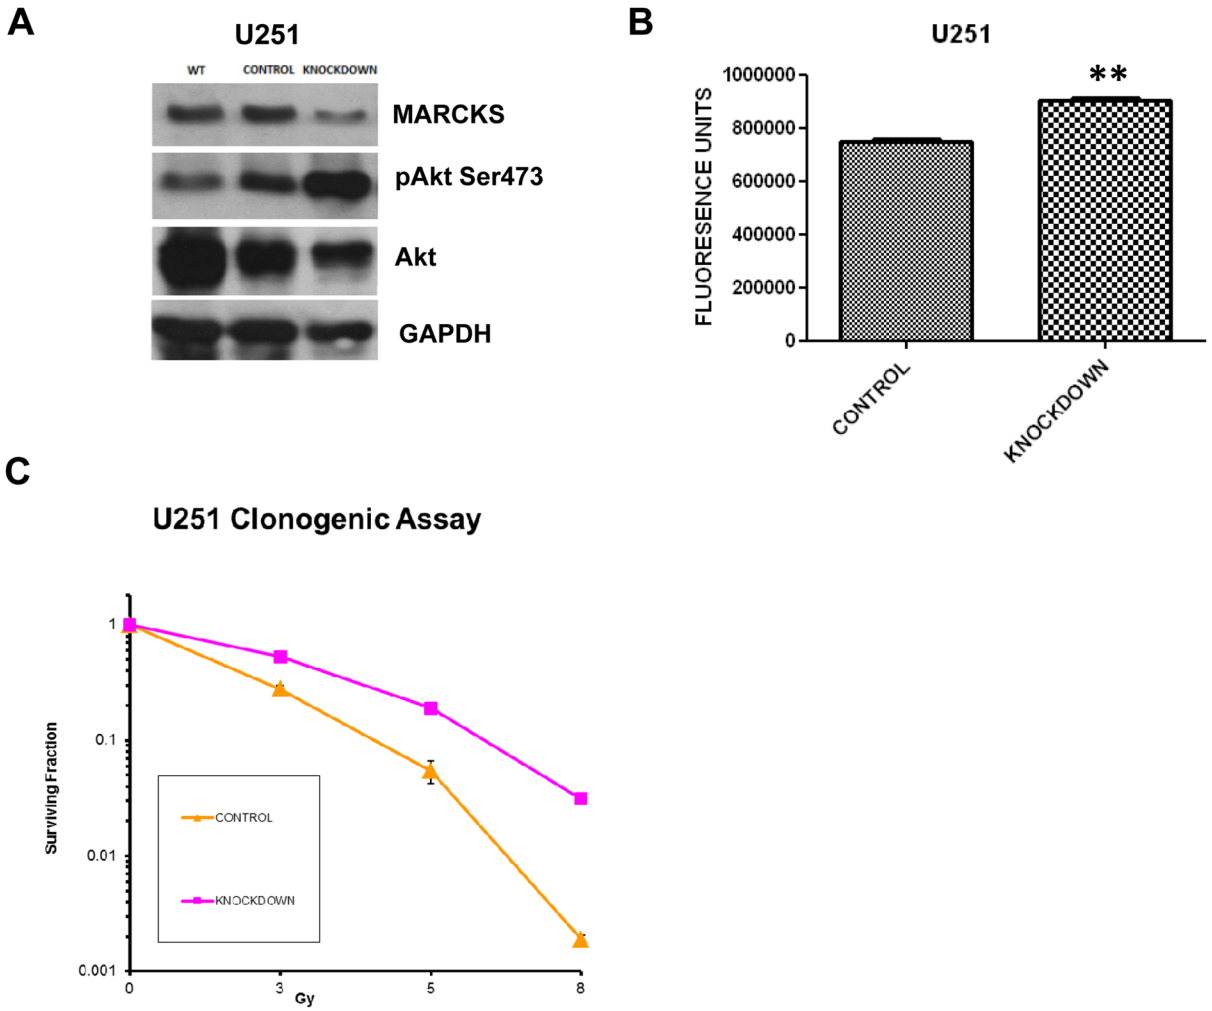 A
U251
WT CONTROL KNOCKDOWN
MARCKS
pAkt Ser473
Akt
GAPDH
B
U251
**
FLUORESENCE UNITS
1000000
800000
600000
400000
200000
0
CONTROL
KNOCKDOWN
C
U251 Clonogenic Assay
Surviving Fraction
1
0.1
0.01
0.001
CONTROL
KNOCKDOWN
0 3 5 8
Gy